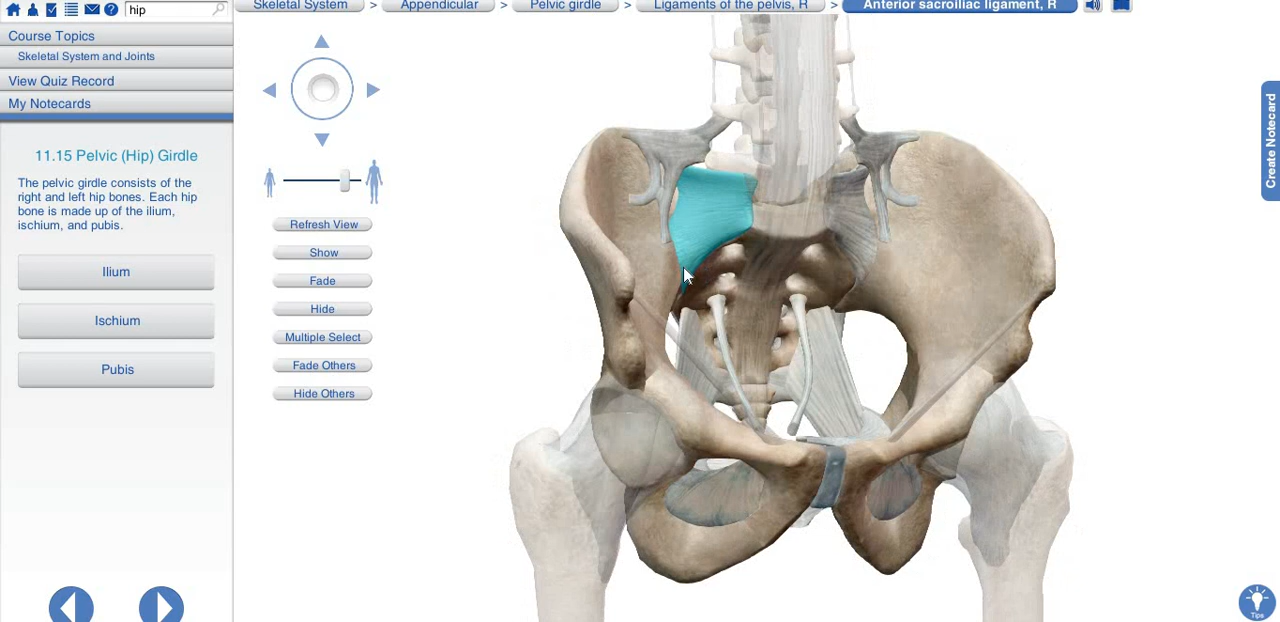 hip
Skeletal System > Appendicular > Pelvic girdle > Ligaments of the pelvis, R > Anterior sacroiliac ligament, R
Course Topics
Skeletal System and Joints
View Quiz Record
My Notecards
11.15 Pelvic (Hip) Girdle
The pelvic girdle consists of the
right and left hip bones. Each hip
bone is made up of the ilium,
ischium, and pubis.
Ilium
Ischium
Pubis
Refresh View
Show
Fade
Hide
Multiple Select
Fade Others
Hide Others
Create Notecard
Tips